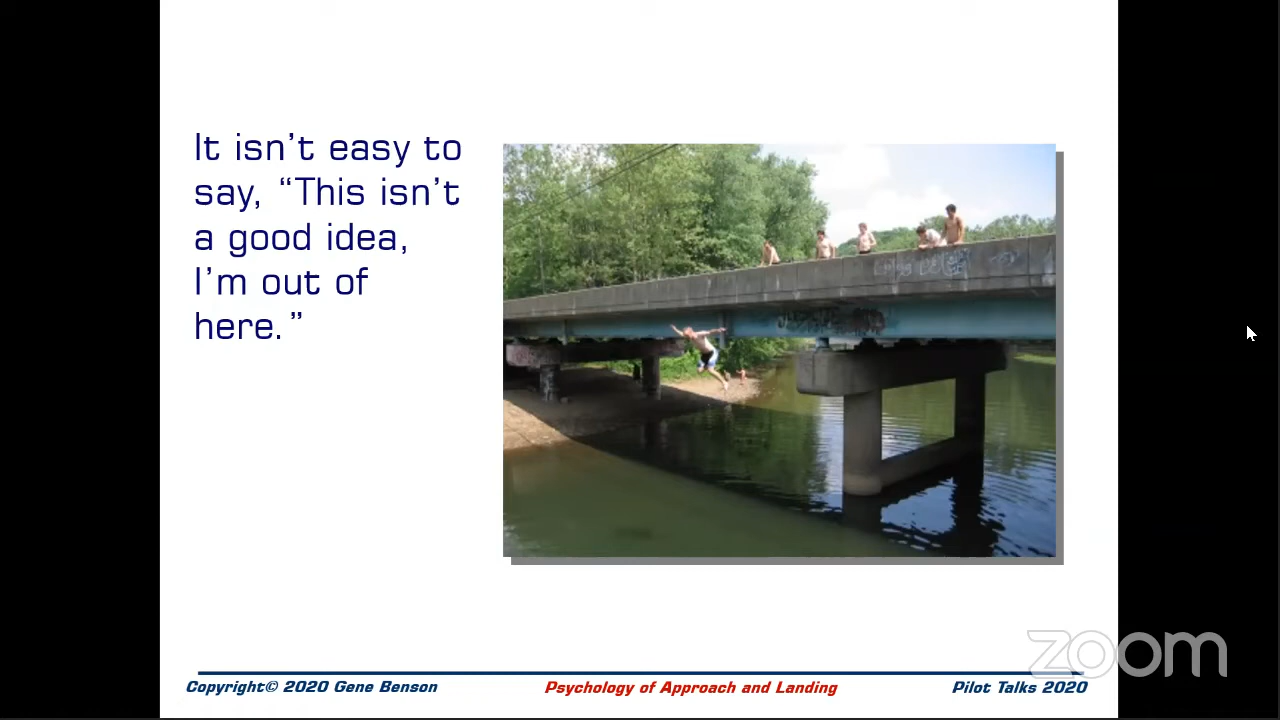 It isn’t easy to
say, “This isn’t
a good idea,
I’m out of
here.”
zoom
Copyright© 2020 Gene Benson
Psychology of Approach and Landing
Pilot Talks 2020